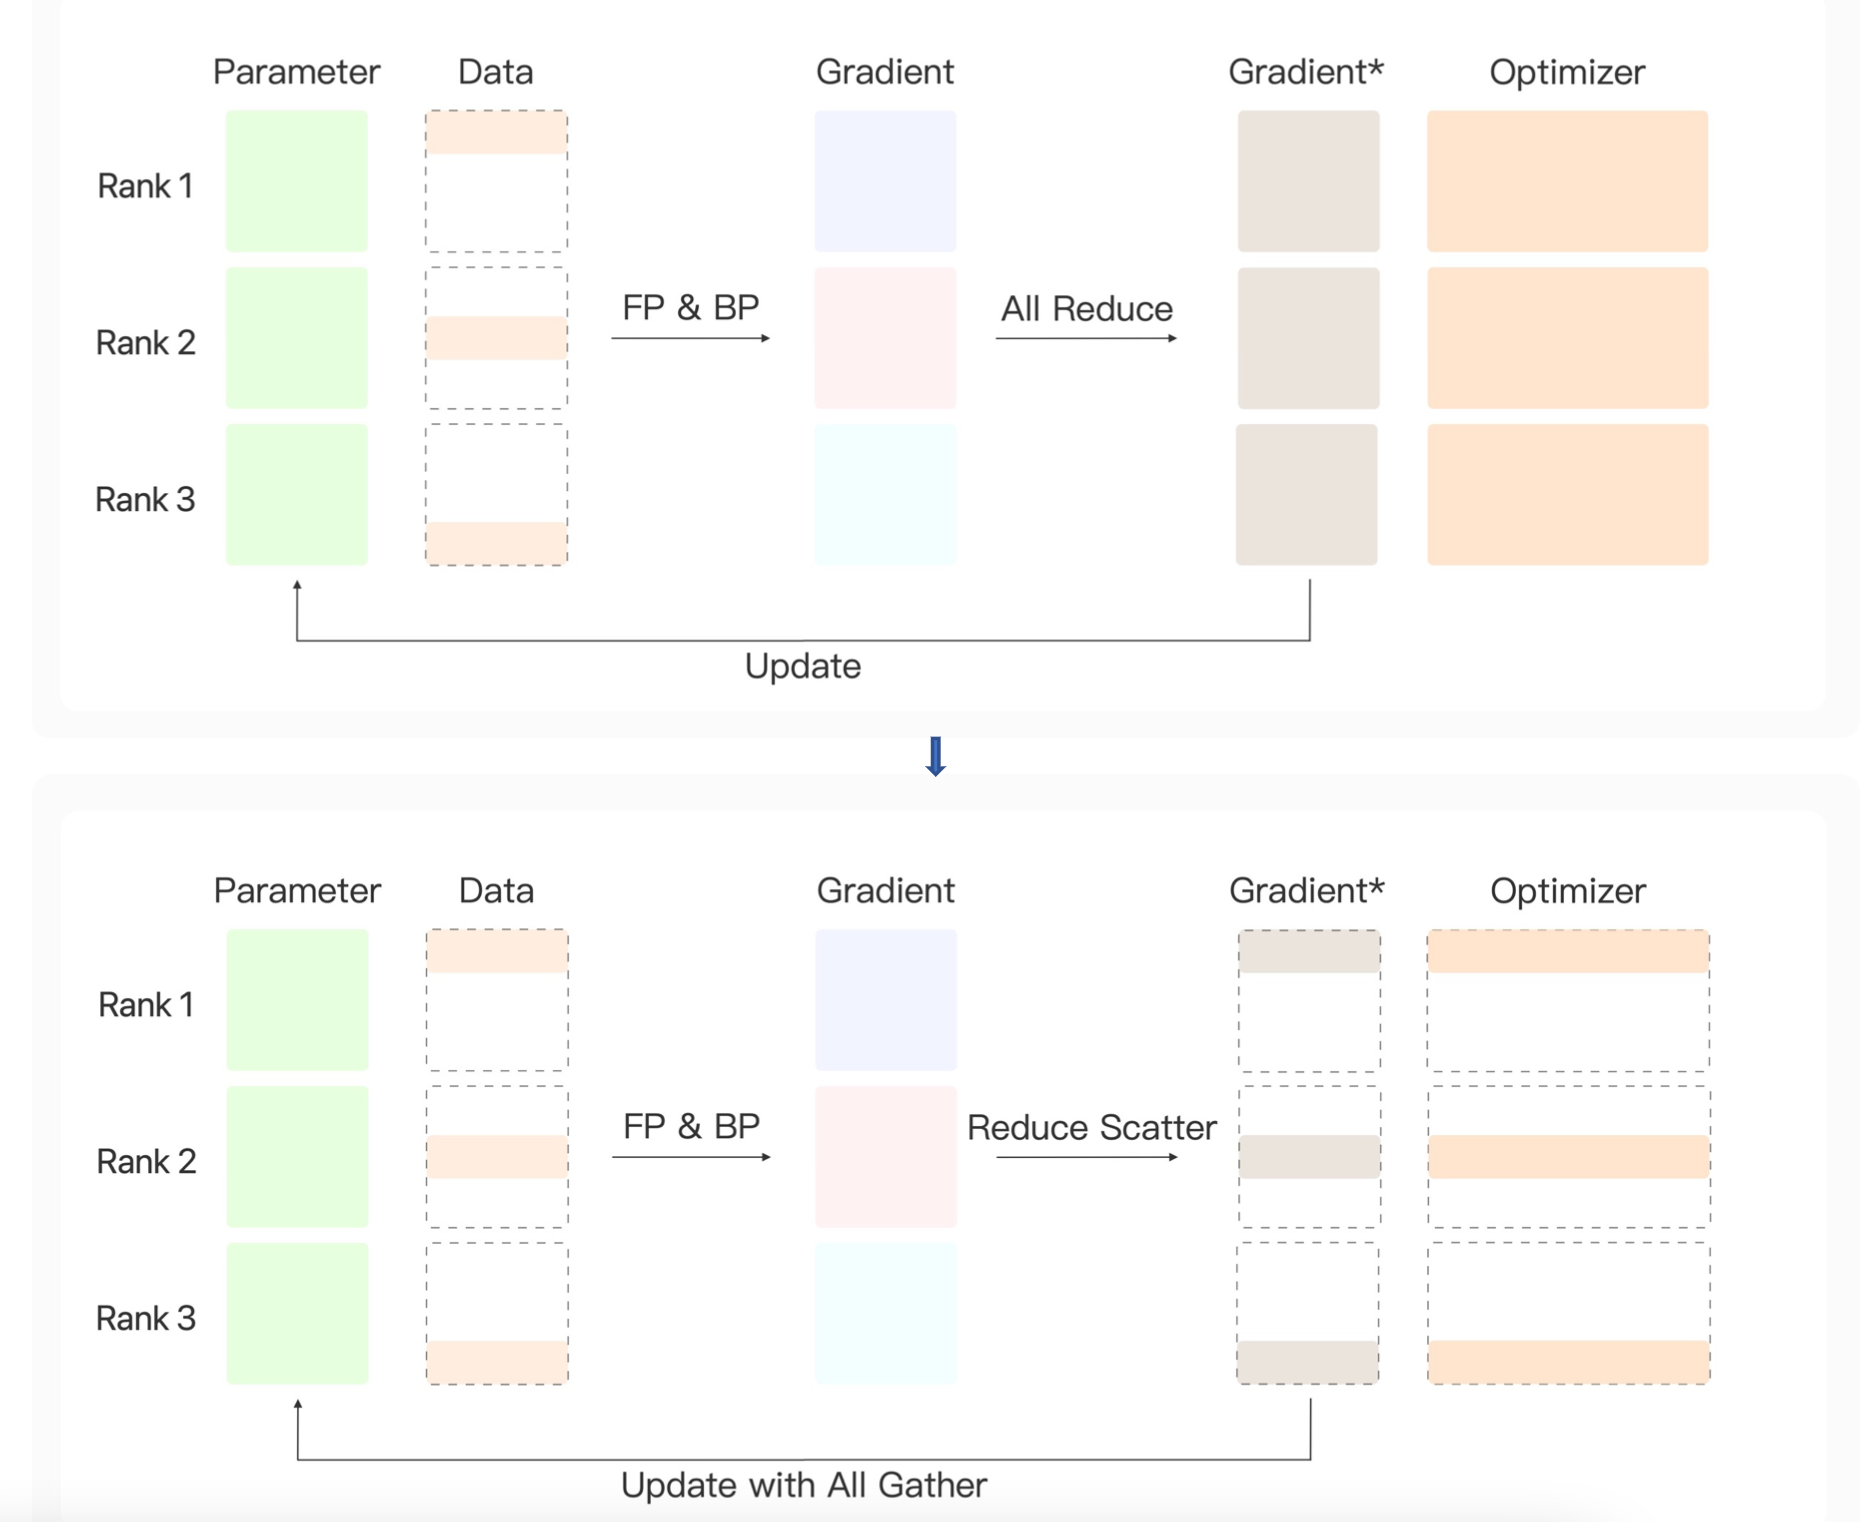 Parameter Data Gradient Gradient* Optimizer
Rank 1
FP & BP All Reduce
Rank 2
Rank 3
Update
Parameter Data Gradient Gradient* Optimizer
Rank 1
FP & BP Reduce Scatter
Rank 2
Rank 3
Update with All Gather